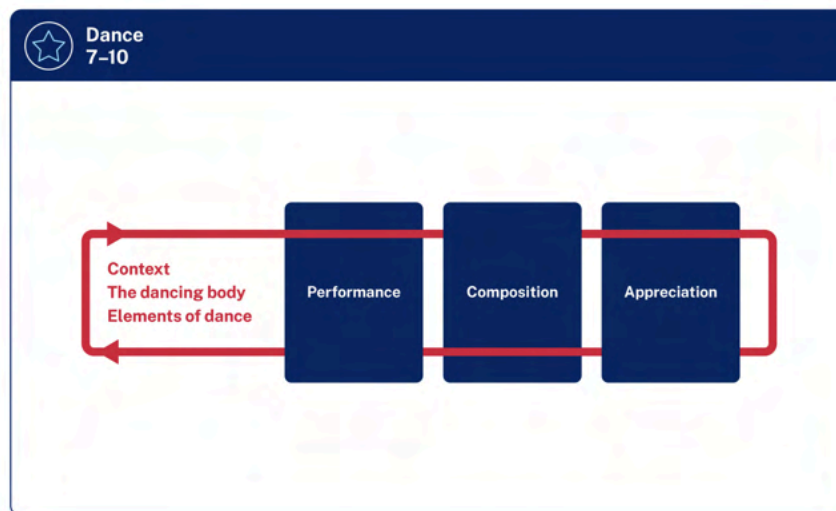 Dance
7–10
Context
The dancing body
Elements of dance
Performance
Composition
Appreciation